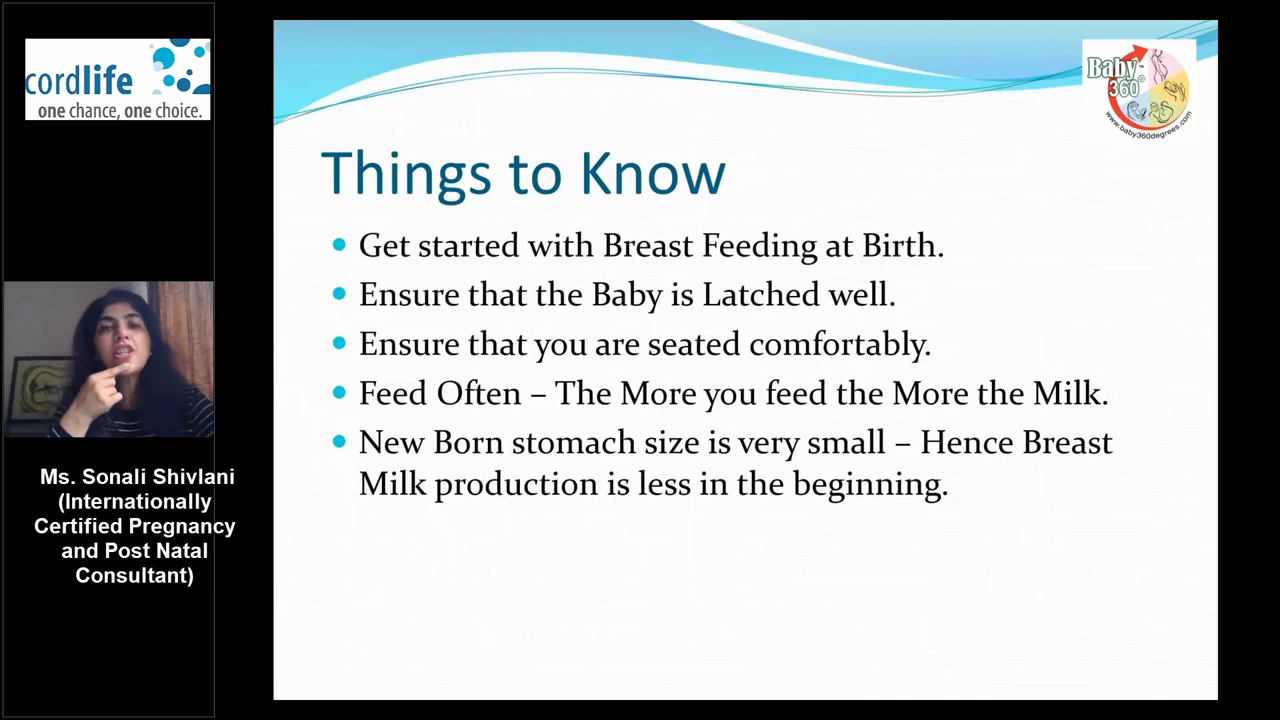 cordlife
one chance, one choice.
Ms. Sonali Shivlani
(Internationally
Certified Pregnancy
and Post Natal
Consultant)
Baby
360°
www.baby360degrees.com
Things to Know
Get started with Breast Feeding at Birth.
Ensure that the Baby is Latched well.
Ensure that you are seated comfortably.
Feed Often – The More you feed the More the Milk.
New Born stomach size is very small – Hence Breast
Milk production is less in the beginning.